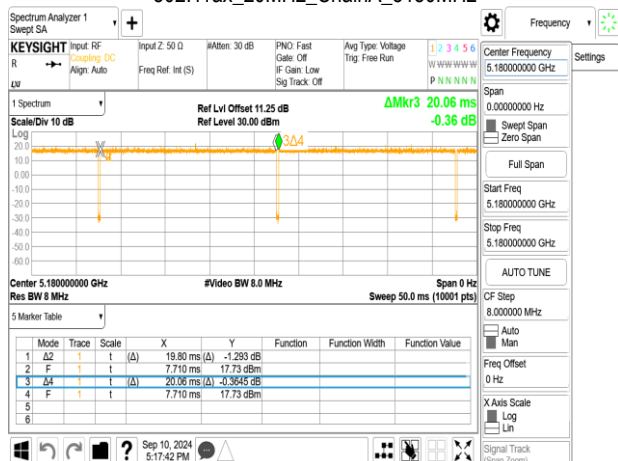 Spectrum Analyzer 1
Swept SA
+
Frequency
KEYSIGHT
R
LXI
Input: RF
Coupling: DC
Align: Auto
Input Z: 50 Ω
Freq Ref: Int (S)
#Atten: 30 dB
PNO: Fast
Gate: Off
IF Gain: Low
Sig Track: Off
Avg Type: Voltage
Trig: Free Run
1 2 3 4 5 6
W W W W W W
P N N N N N
1 Spectrum
Scale/Div 10 dB
Ref Lvl Offset 11.25 dB
Ref Level 30.00 dBm
ΔMkr3 20.06 ms
-0.36 dB
Log
20.0
10.0
0.00
-10.0
-20.0
-30.0
-40.0
-50.0
-60.0
3Δ4
Center 5.180000000 GHz
Res BW 8 MHz
#Video BW 8.0 MHz
Span 0 Hz
Sweep 50.0 ms (10001 pts)
5 Marker Table
Mode Trace Scale X Y Function Function Width Function Value
1 Δ2 1 t (Δ) 19.80 ms (Δ) -1.293 dB
2 F 1 t 7.710 ms 17.73 dBm
3 Δ4 1 t (Δ) 20.06 ms (Δ) -0.3645 dB
4 F 1 t 7.710 ms 17.73 dBm
5
6
Sep 10, 2024
5:17:42 PM
Center Frequency
5.180000000 GHz
Settings
Span
0.00000000 Hz
Swept Span
Zero Span
Full Span
Start Freq
5.180000000 GHz
Stop Freq
5.180000000 GHz
AUTO TUNE
CF Step
8.000000 MHz
Auto
Man
Freq Offset
0 Hz
X Axis Scale
Log
Lin
Signal Track
(Span Zoom)